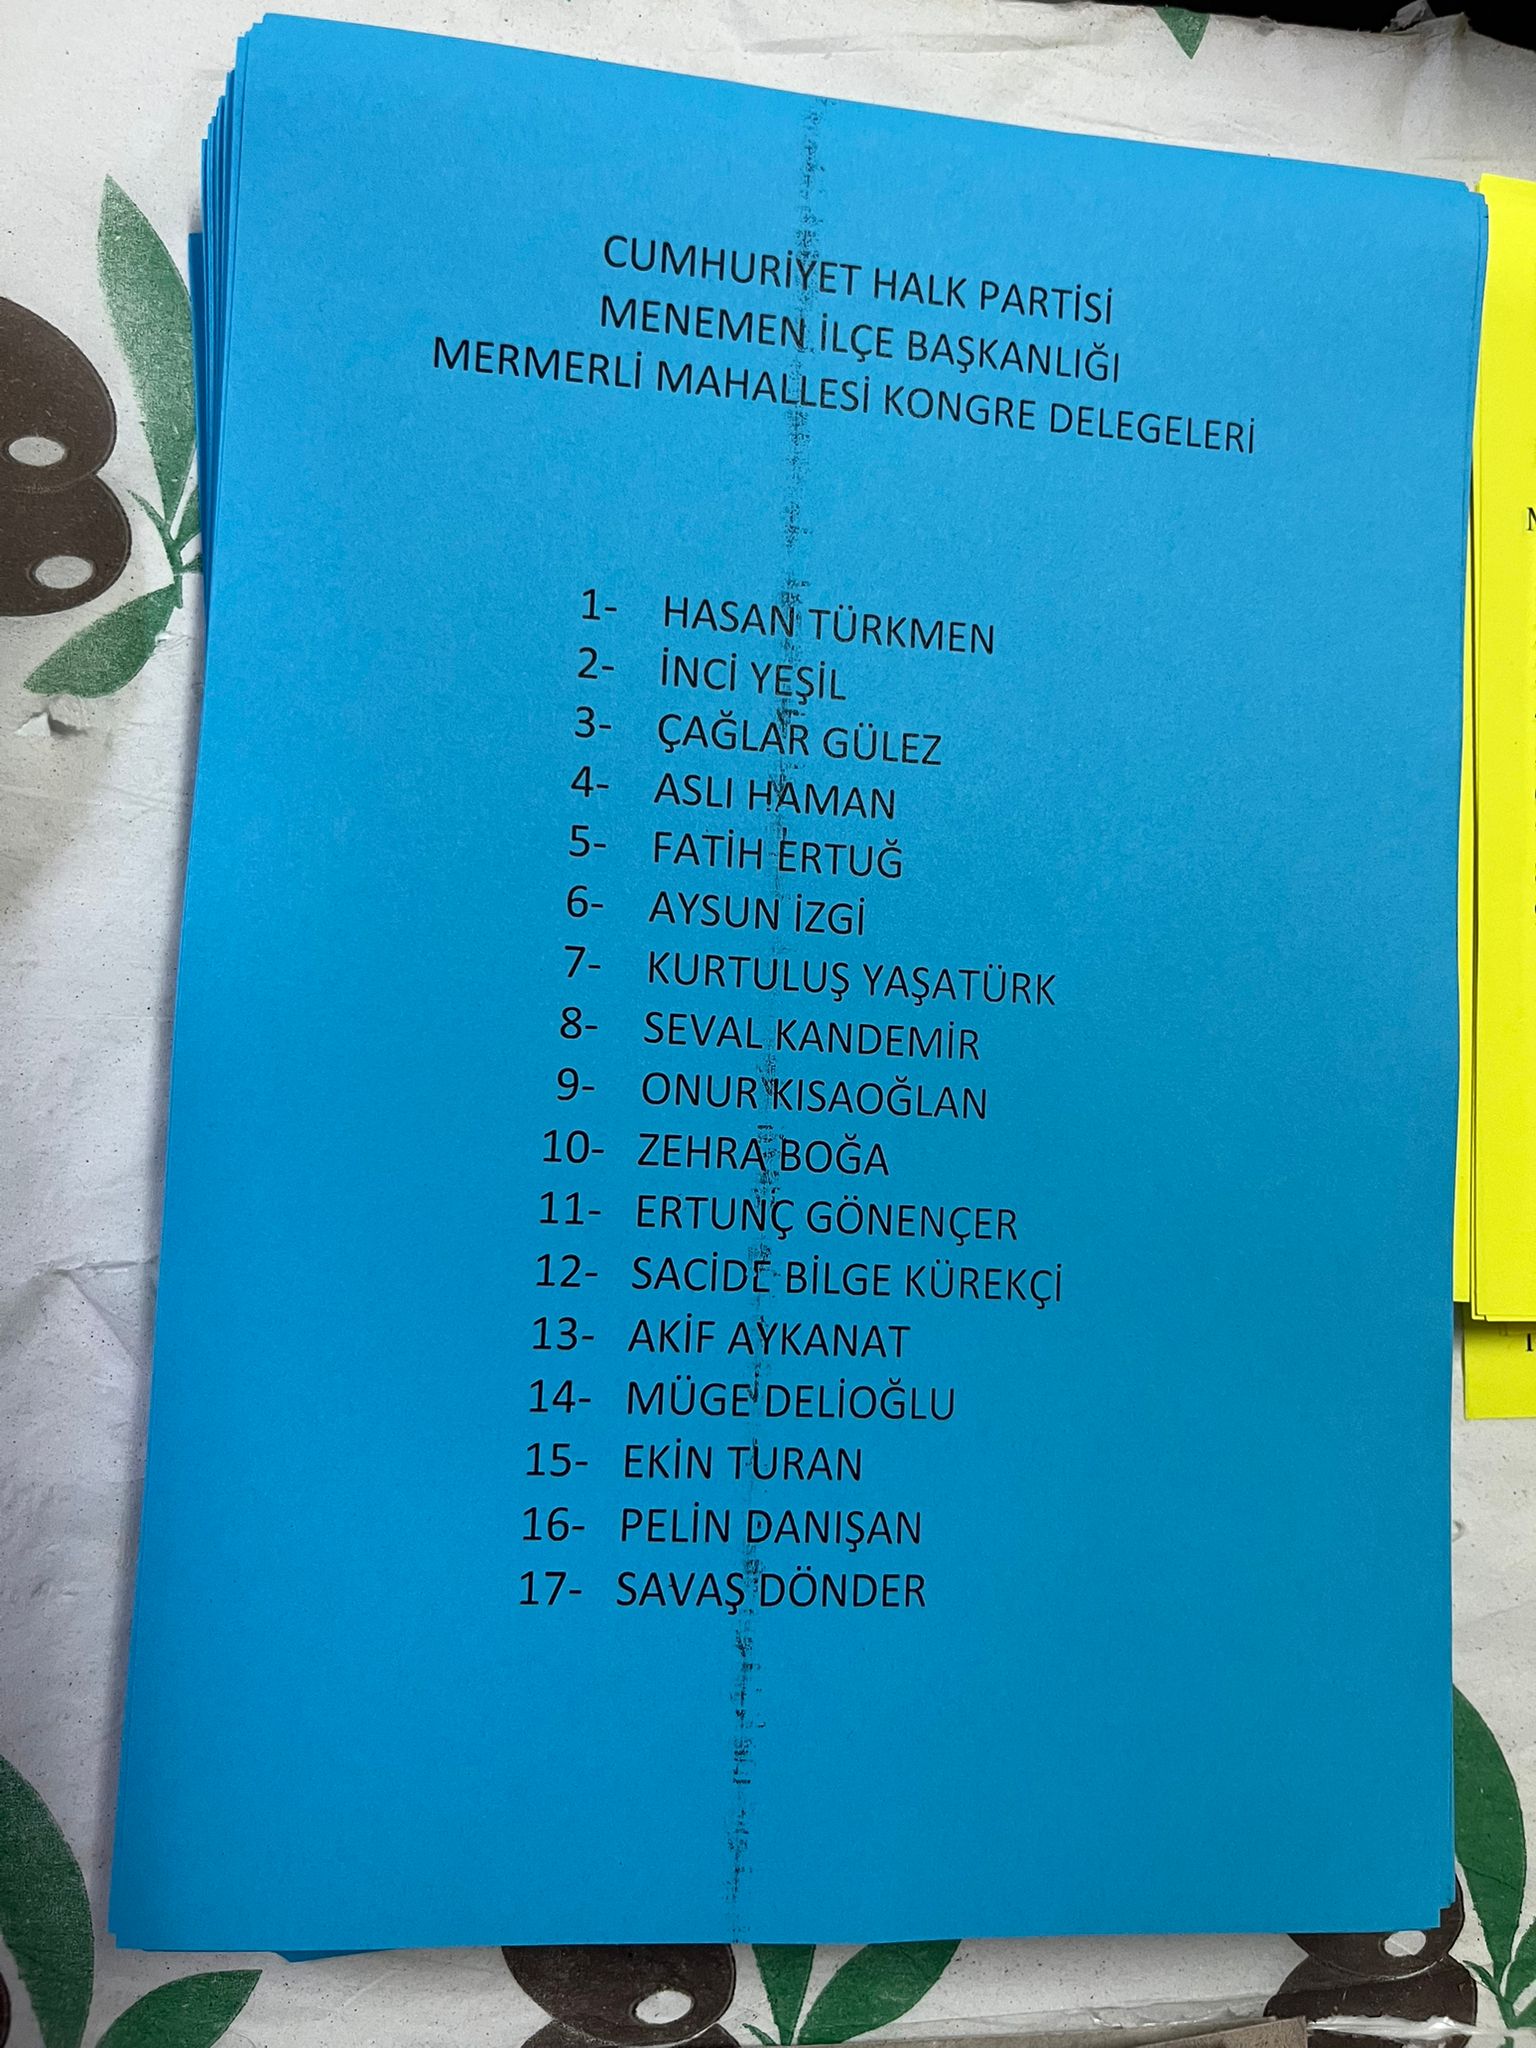 CUMHURİYET HALK PARTİSİ
MENEMEN İLÇE BAŞKANLIĞI
MERMERLİ MAHALLESİ KONGRE DELEGELERİ
1- HASAN TÜRKMEN
2- İNCİ YEŞİL
3- ÇAĞLAR GÜLEZ
4- ASLI HAMAN
5- FATİH ERTUĞ
6- AYSUN İZGİ
7- KURTULUŞ YAŞATÜRK
8- SEVAL KANDEMİR
9- ONUR KISAOĞLAN
10- ZEHRA BOĞA
11- ERTUNÇ GÖNENÇER
12- SACİDE BİLGE KÜREKÇİ
13- AKİF AYKANAT
14- MÜGE DELİOĞLU
15- EKİN TURAN
16- PELİN DANIŞAN
17- SAVAŞ DÖNDER